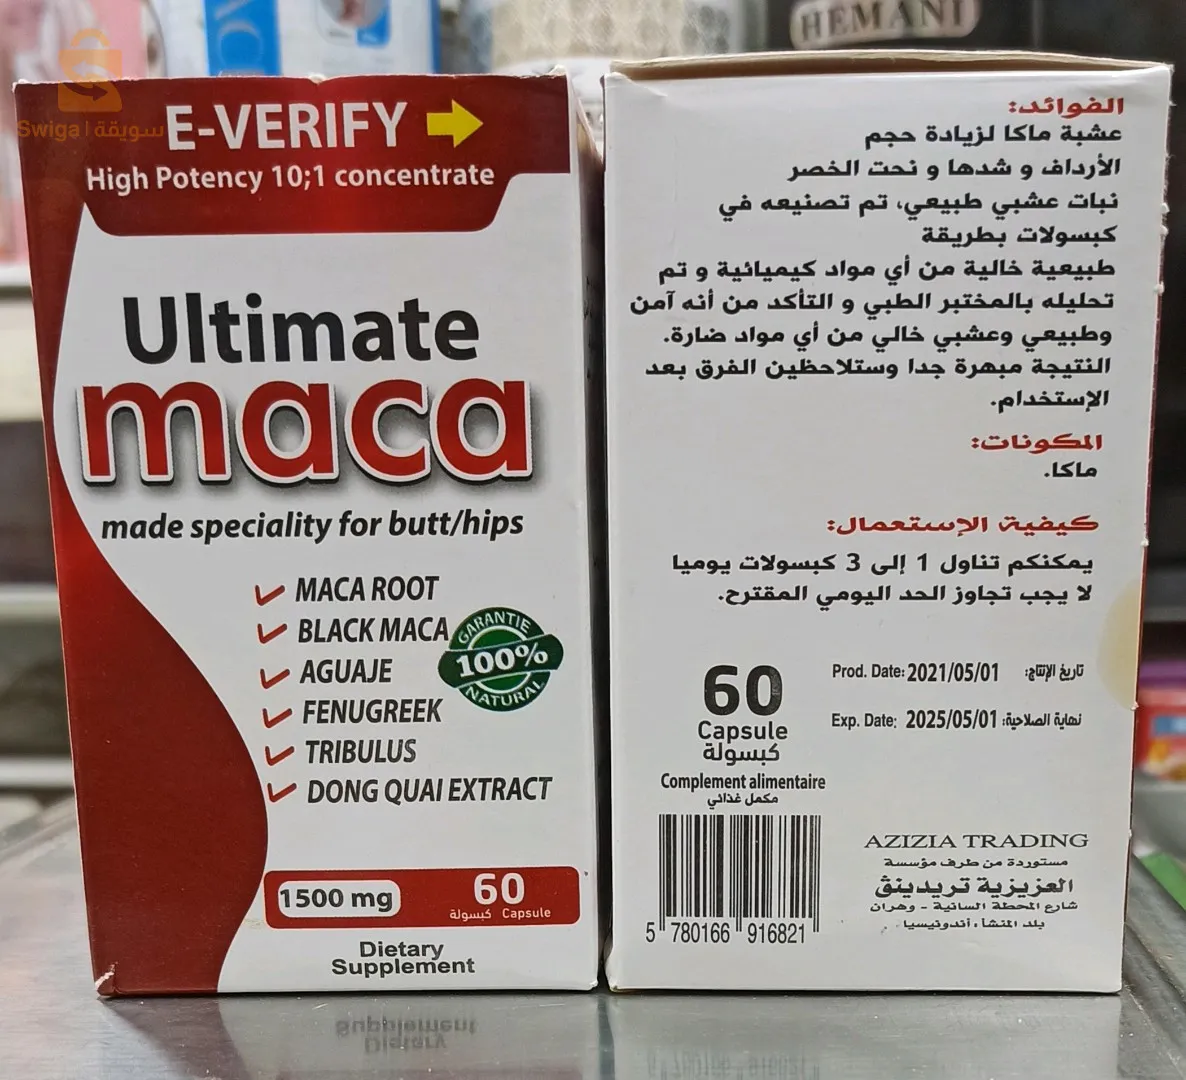 HEMANI
Swiga | سويقة
E-VERIFY
High Potency 10;1 concentrate
Ultimate
maca
made speciality for butt/hips
MACA ROOT
BLACK MACA
AGUAJE
FENUGREEK
TRIBULUS
DONG QUAI EXTRACT
GARANTIE
100%
NATURAL
1500 mg
60
كبسولة Capsule
Dietary
Supplement
الفوائد:
عشبة ماكا لزيادة حجم
الأرداف و شدها و نحت الخصر
نبات عشبي طبيعي، تم تصنيعه في
كبسولات بطريقة
طبيعية خالية من أي مواد كيميائية و تم
تحليله بالمختبر الطبي و التأكد من أنه آمن
وطبيعي وعشبي خالي من أي مواد ضارة.
النتيجة مبهرة جدا وستلاحظين الفرق بعد
الإستخدام.
المكونات:
ماكا.
كيفية الإستعمال:
يمكنكم تناول 1 إلى 3 كبسولات يوميا
لا يجب تجاوز الحد اليومي المقترح.
60
Capsule
كبسولة
Complement alimentaire
مكمل غذائي
Prod. Date: 2021/05/01 تاريخ الإنتاج:
Exp. Date: 2025/05/01 نهاية الصلاحية:
5 780166 916821
AZIZIA TRADING
مستوردة من طرف مؤسسة
العزيزية تريدينڨ
شارع المحطة السانية - وهران
بلد المنشأ أندونيسيا